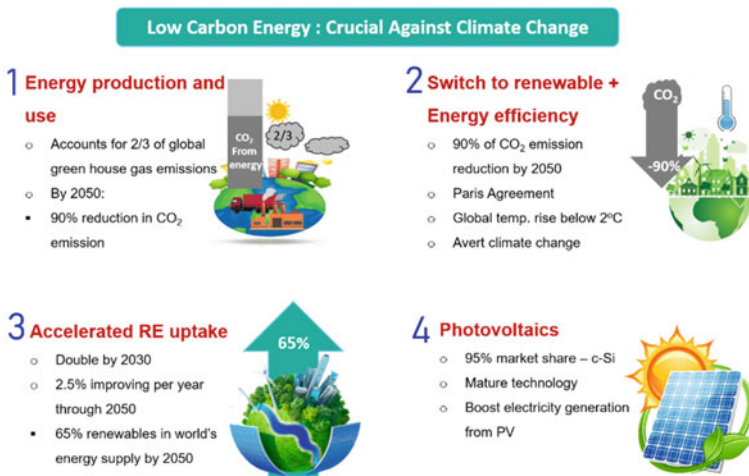 Low Carbon Energy : Crucial Against Climate Change
1 Energy production and
use
o Accounts for 2/3 of global
green house gas emissions
o By 2050:
▪ 90% reduction in CO₂
emission
CO₂
From
energy
2/3
2 Switch to renewable +
Energy efficiency
o 90% of CO₂ emission
reduction by 2050
o Paris Agreement
o Global temp. rise below 2ºC
o Avert climate change
CO₂
-90%
3 Accelerated RE uptake
o Double by 2030
o 2.5% improving per year
through 2050
▪ 65% renewables in world's
energy supply by 2050
65%
4 Photovoltaics
o 95% market share – c-Si
o Mature technology
o Boost electricity generation
from PV